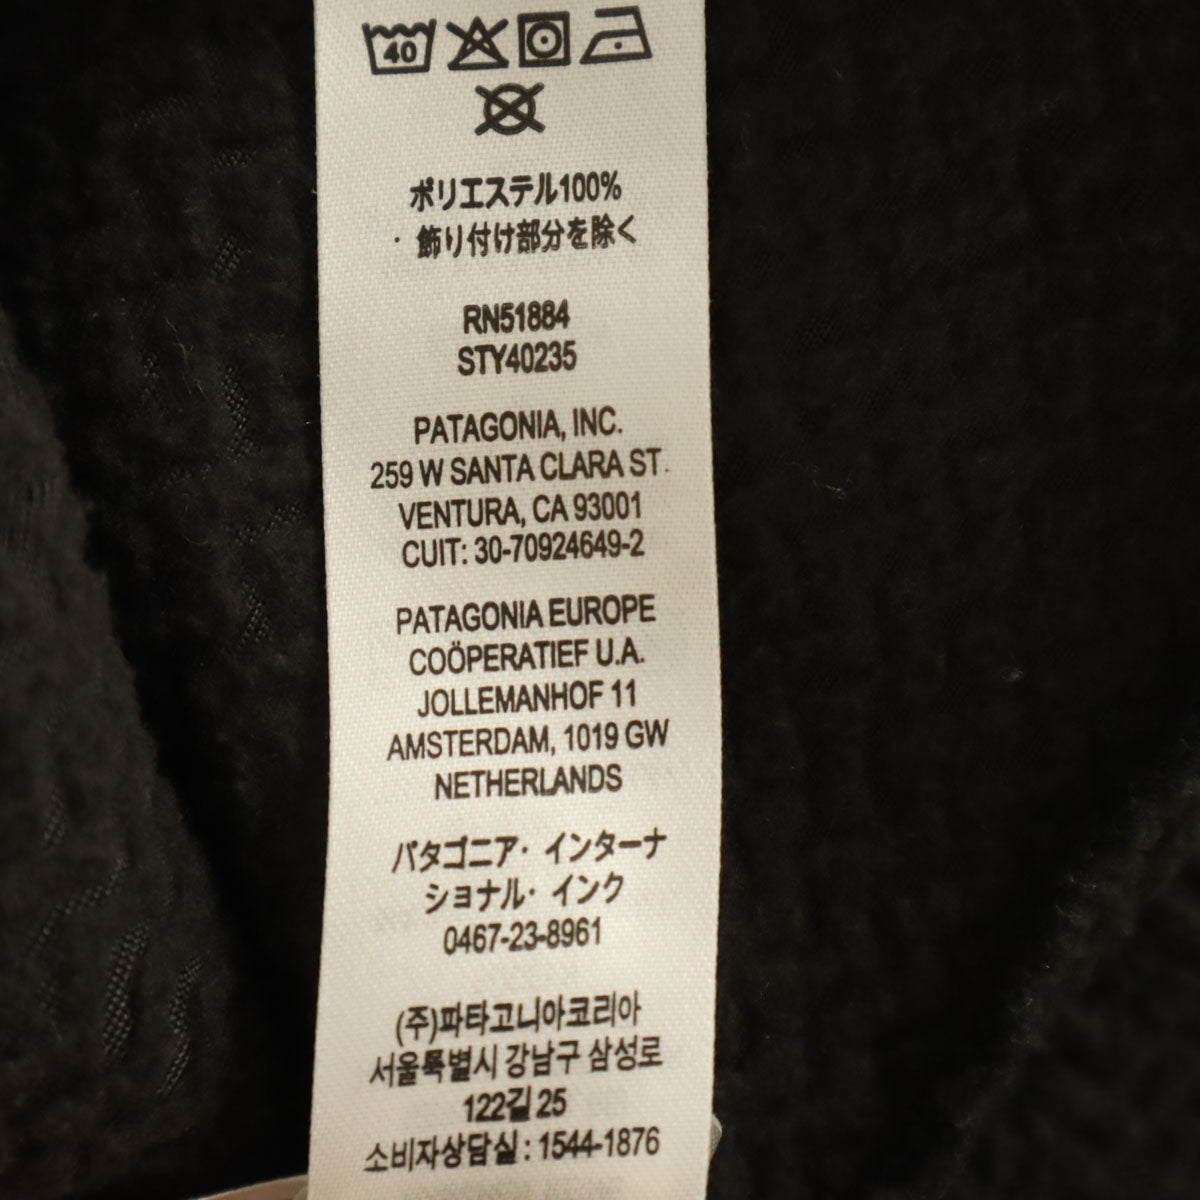 40
ポリエステル100%
・飾り付け部分を除く
RN51884
STY40235
PATAGONIA, INC.
259 W SANTA CLARA ST.
VENTURA, CA 93001
CUIT: 30-70924649-2
PATAGONIA EUROPE
COÖPERATIEF U.A.
JOLLEMANHOF 11
AMSTERDAM, 1019 GW
NETHERLANDS
パタゴニア・インターナ
ショナル・インク
0467-23-8961
(주)파타고니아코리아
서울특별시 강남구 삼성로
122길 25
소비자상담실 : 1544-1876